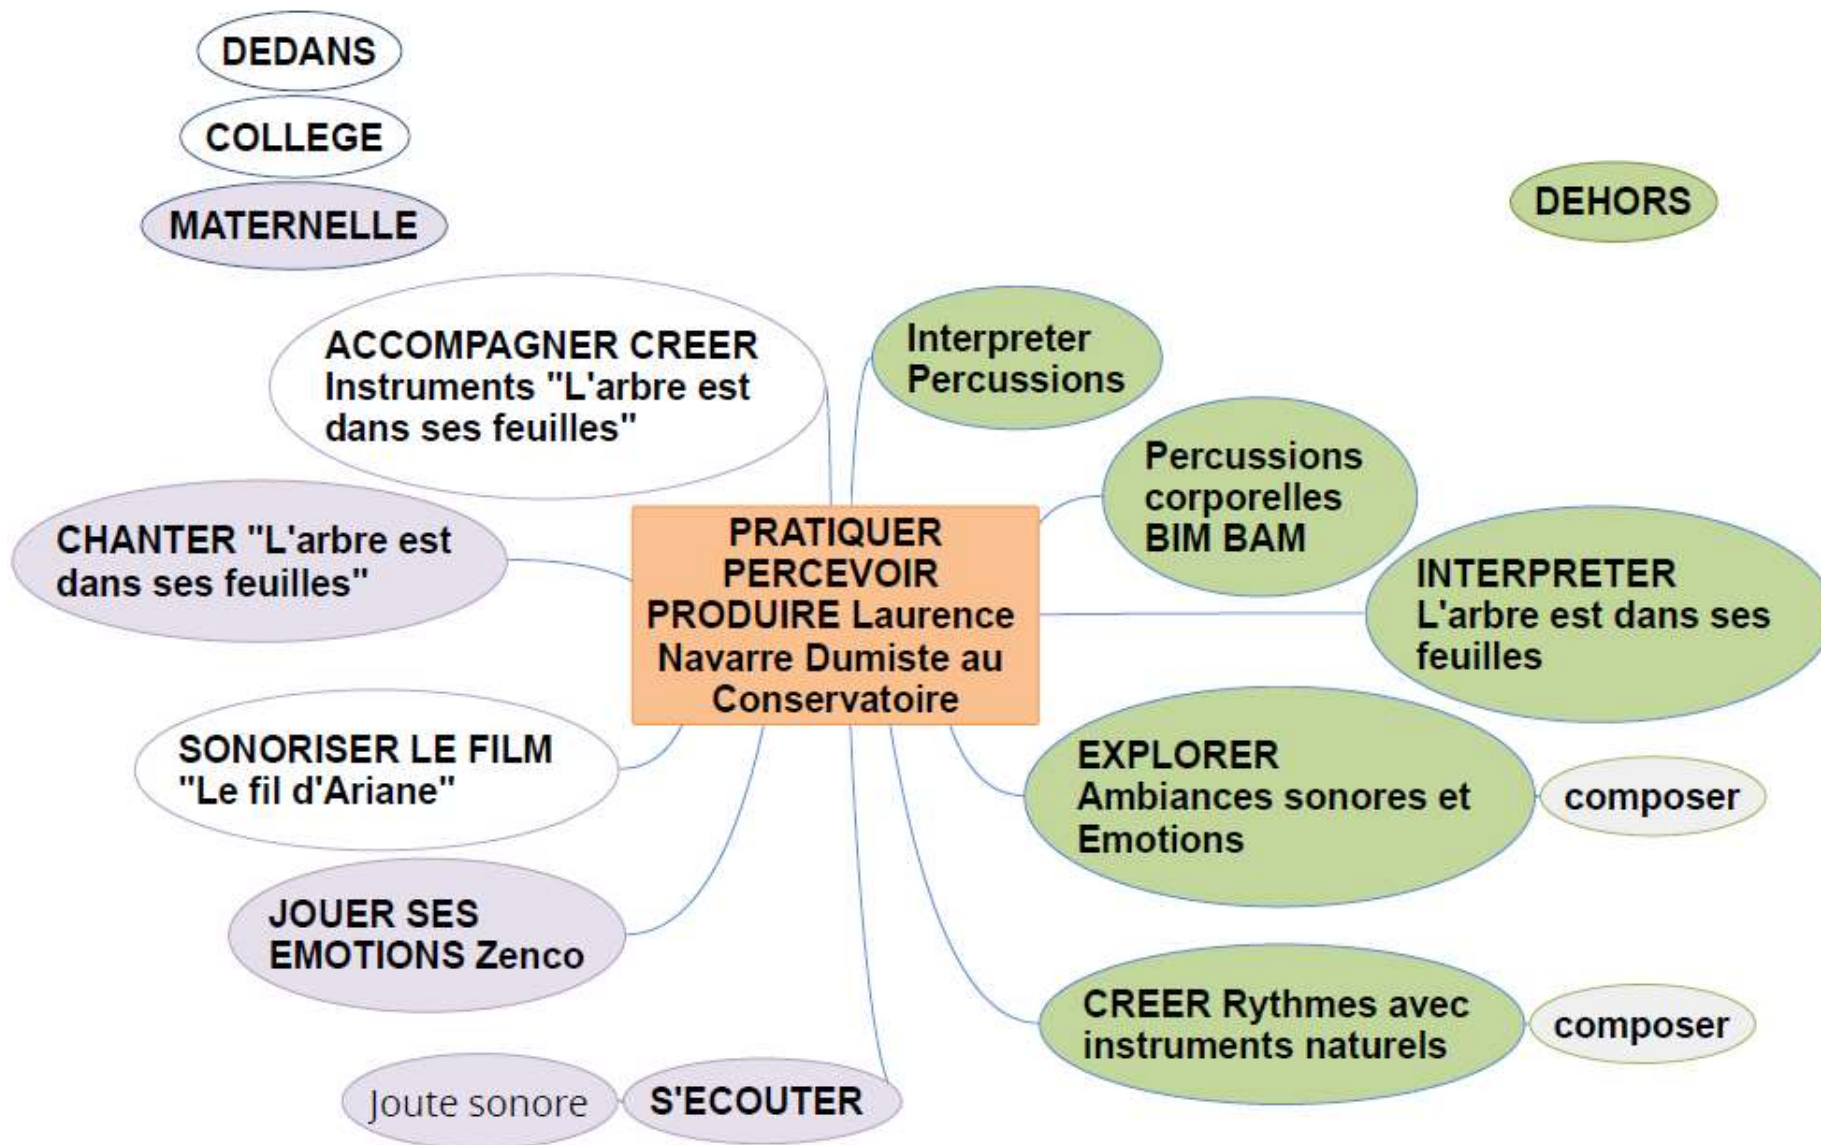 DEDANS
COLLEGE
MATERNELLE
DEHORS
ACCOMPAGNER CREER
Instruments "L'arbre est
dans ses feuilles"
Interpreter
Percussions
Percussions
corporelles
BIM BAM
CHANTER "L'arbre est
dans ses feuilles"
PRATIQUER
PERCEVOIR
PRODUIRE Laurence
Navarre Dumiste au
Conservatoire
INTERPRETER
L'arbre est dans ses
feuilles
SONORISER LE FILM
"Le fil d'Ariane"
EXPLORER
Ambiances sonores et
Emotions
composer
JOUER SES
EMOTIONS Zenco
CREER Rythmes avec
instruments naturels
composer
Joute sonore
S'ECOUTER